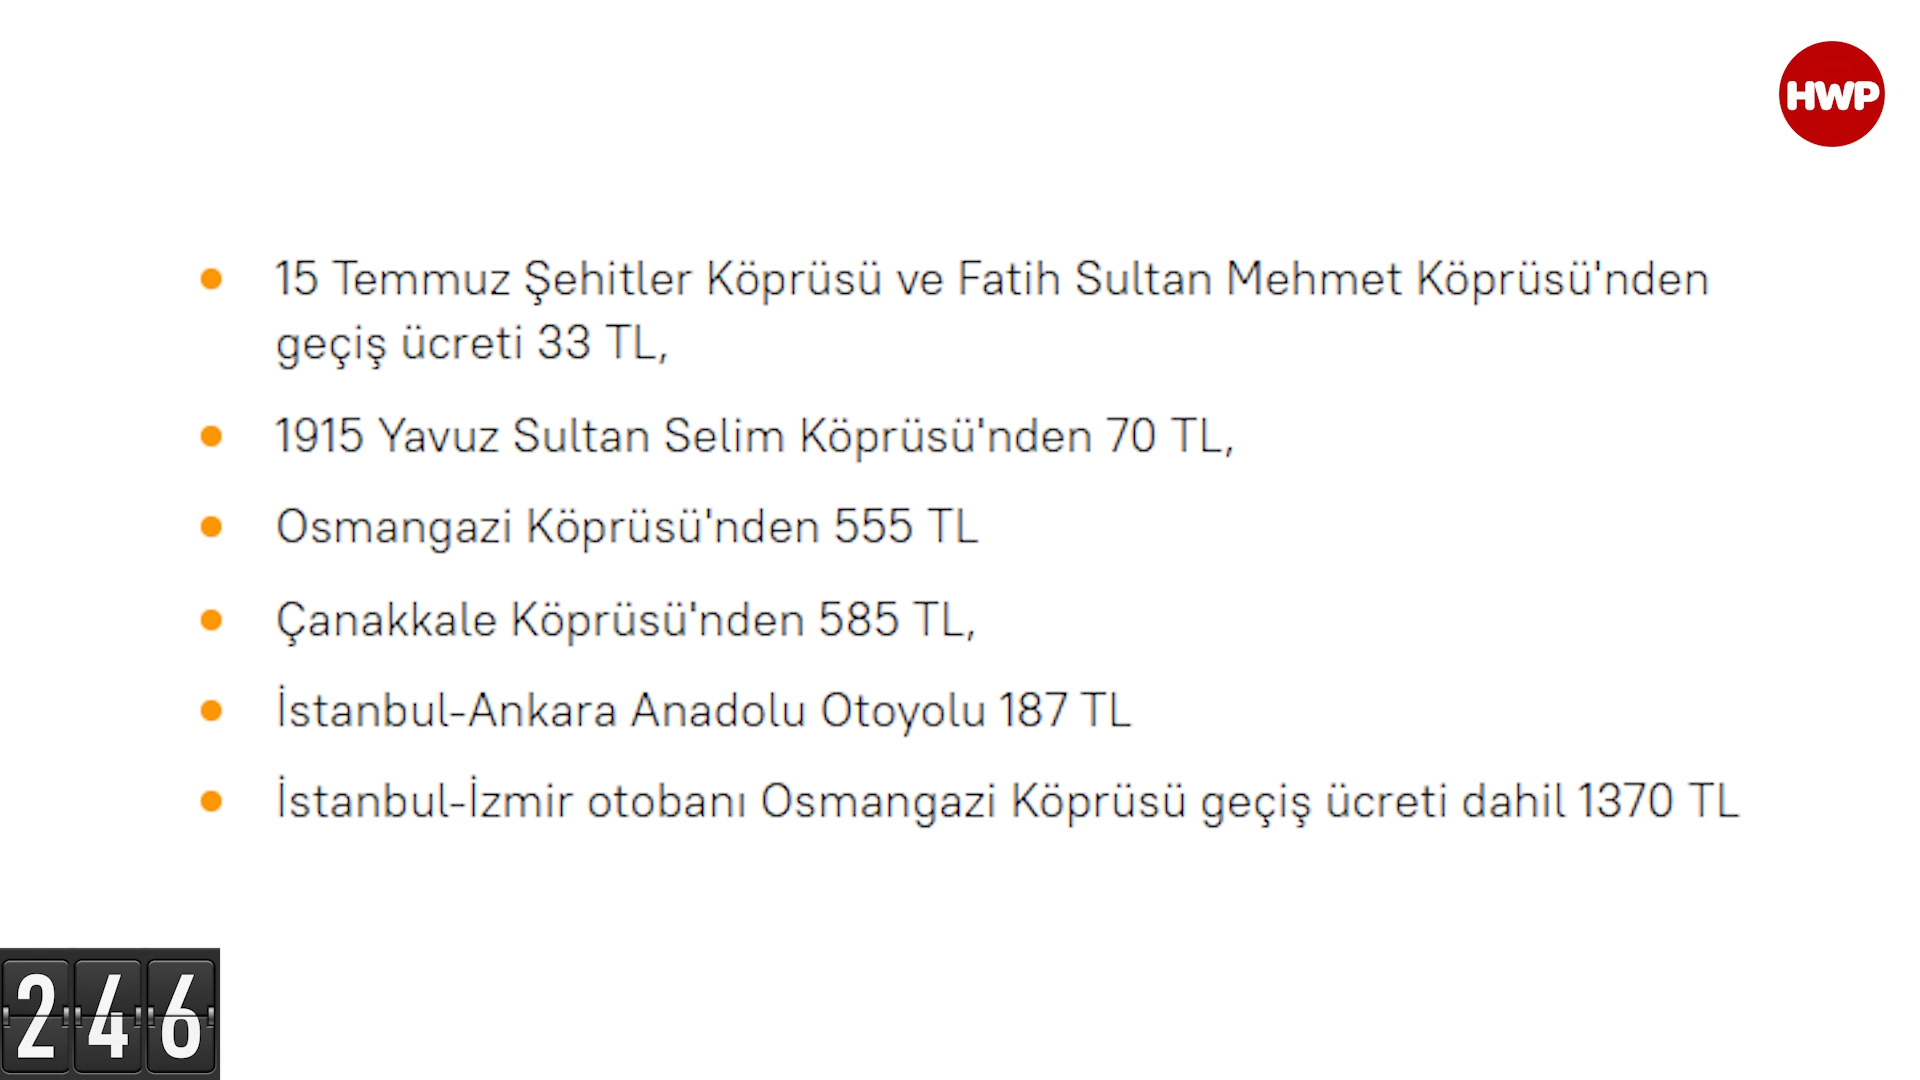 HWP
15 Temmuz Şehitler Köprüsü ve Fatih Sultan Mehmet Köprüsü'nden
geçiş ücreti 33 TL,
1915 Yavuz Sultan Selim Köprüsü'nden 70 TL,
Osmangazi Köprüsü'nden 555 TL
Çanakkale Köprüsü'nden 585 TL,
İstanbul-Ankara Anadolu Otoyolu 187 TL
İstanbul-İzmir otobanı Osmangazi Köprüsü geçiş ücreti dahil 1370 TL
246